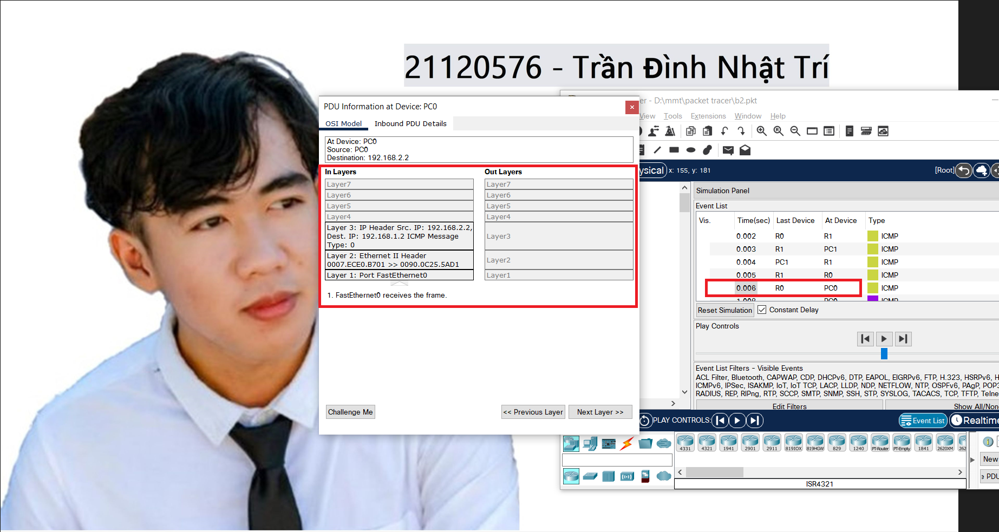 21120576 - Trần Đình Nhật Trí
PDU Information at Device: PC0
OSI Model
Inbound PDU Details
At Device: PC0
Source: PC0
Destination: 192.168.2.2
In Layers
Out Layers
Layer7
Layer7
Layer6
Layer6
Layer5
Layer5
Layer4
Layer4
Layer 3: IP Header Src. IP: 192.168.2.2,
Dest. IP: 192.168.1.2 ICMP Message
Type: 0
Layer3
Layer 2: Ethernet II Header
0007.ECE0.B701 >> 0090.0C25.5AD1
Layer2
Layer 1: Port FastEthernet0
Layer1
1. FastEthernet0 receives the frame.
Challenge Me
<< Previous Layer
Next Layer >>
er - D:\mmt\packet tracer\b2.pkt
View Tools Extensions Window Help
ysical x: 155, y: 181
[Root]
Simulation Panel
Event List
Vis. Time(sec) Last Device At Device Type
0.002 R0 R1 ICMP
0.003 R1 PC1 ICMP
0.004 PC1 R1 ICMP
0.005 R1 R0 ICMP
0.006 R0 PC0 ICMP
1.008 PC0 ICMP
Reset Simulation Constant Delay
Play Controls
Event List Filters - Visible Events
ACL Filter, Bluetooth, CAPWAP, CDP, DHCPv6, DTP, EAPOL, EIGRPv6, FTP, H.323, HSRPv6, H
ICMPv6, IPSec, ISAKMP, IoT, IoT TCP, LACP, LLDP, NDP, NETFLOW, NTP, OSPFv6, PAgP, POP3
RADIUS, REP, RIPng, RTP, SCCP, SMTP, SNMP, SSH, STP, SYSLOG, TACACS, TCP, TFTP, Telne
Edit Filters
Show All/Non
PLAY CONTROLS:
Event List
Realtime
4331 4321 1941 2901 2911 819IOX 819HGW 829 1240 PT-Router PT-Empty 1841 2620XM 262
1
New
e PDU
ISR4321